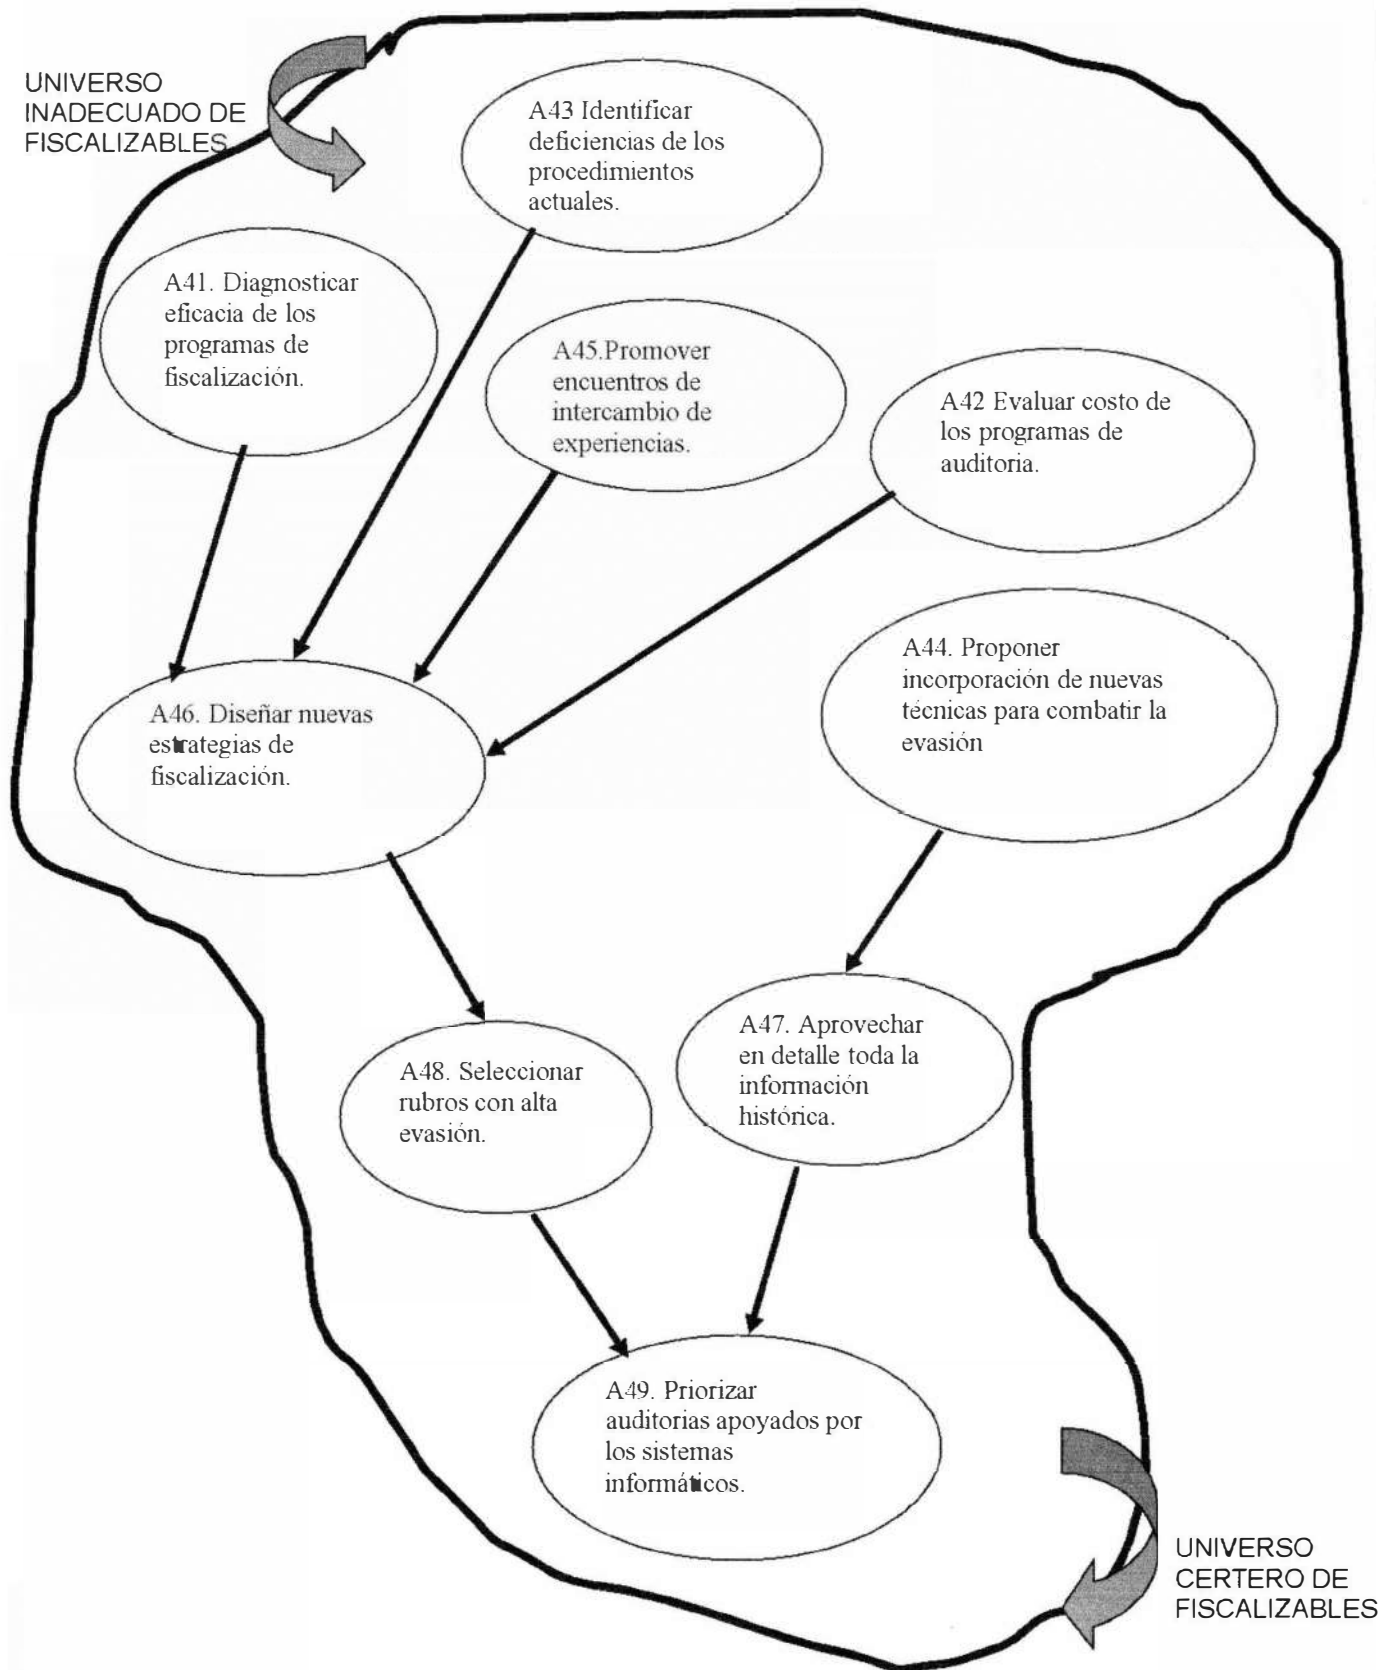 UNIVERSO
INADECUADO DE
FISCALIZABLES
A43 Identificar
deficiencias de los
procedimientos
actuales.
A41. Diagnosticar
eficacia de los
programas de
fiscalización.
A45.Promover
encuentros de
intercambio de
experiencias.
A42 Evaluar costo de
los programas de
auditoria.
A44. Proponer
incorporación de nuevas
técnicas para combatir la
evasión
A46. Diseñar nuevas
estrategias de
fiscalización.
A47. Aprovechar
en detalle toda la
información
histórica.
A48. Seleccionar
rubros con alta
evasión.
A49. Priorizar
auditorias apoyados por
los sistemas
informáticos.
UNIVERSO
CERTERO DE
FISCALIZABLES